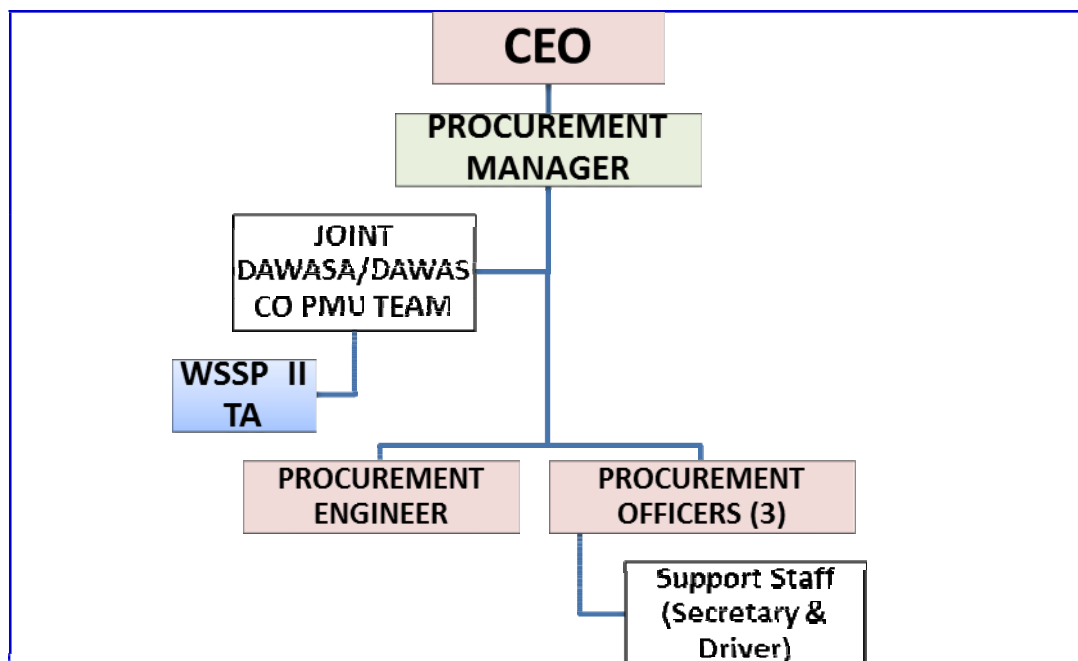 CEO
PROCUREMENT
MANAGER
JOINT
DAWASA/DAWAS
CO PMU TEAM
WSSP II
TA
PROCUREMENT
ENGINEER
PROCUREMENT
OFFICERS (3)
Support Staff
(Secretary &
Driver)